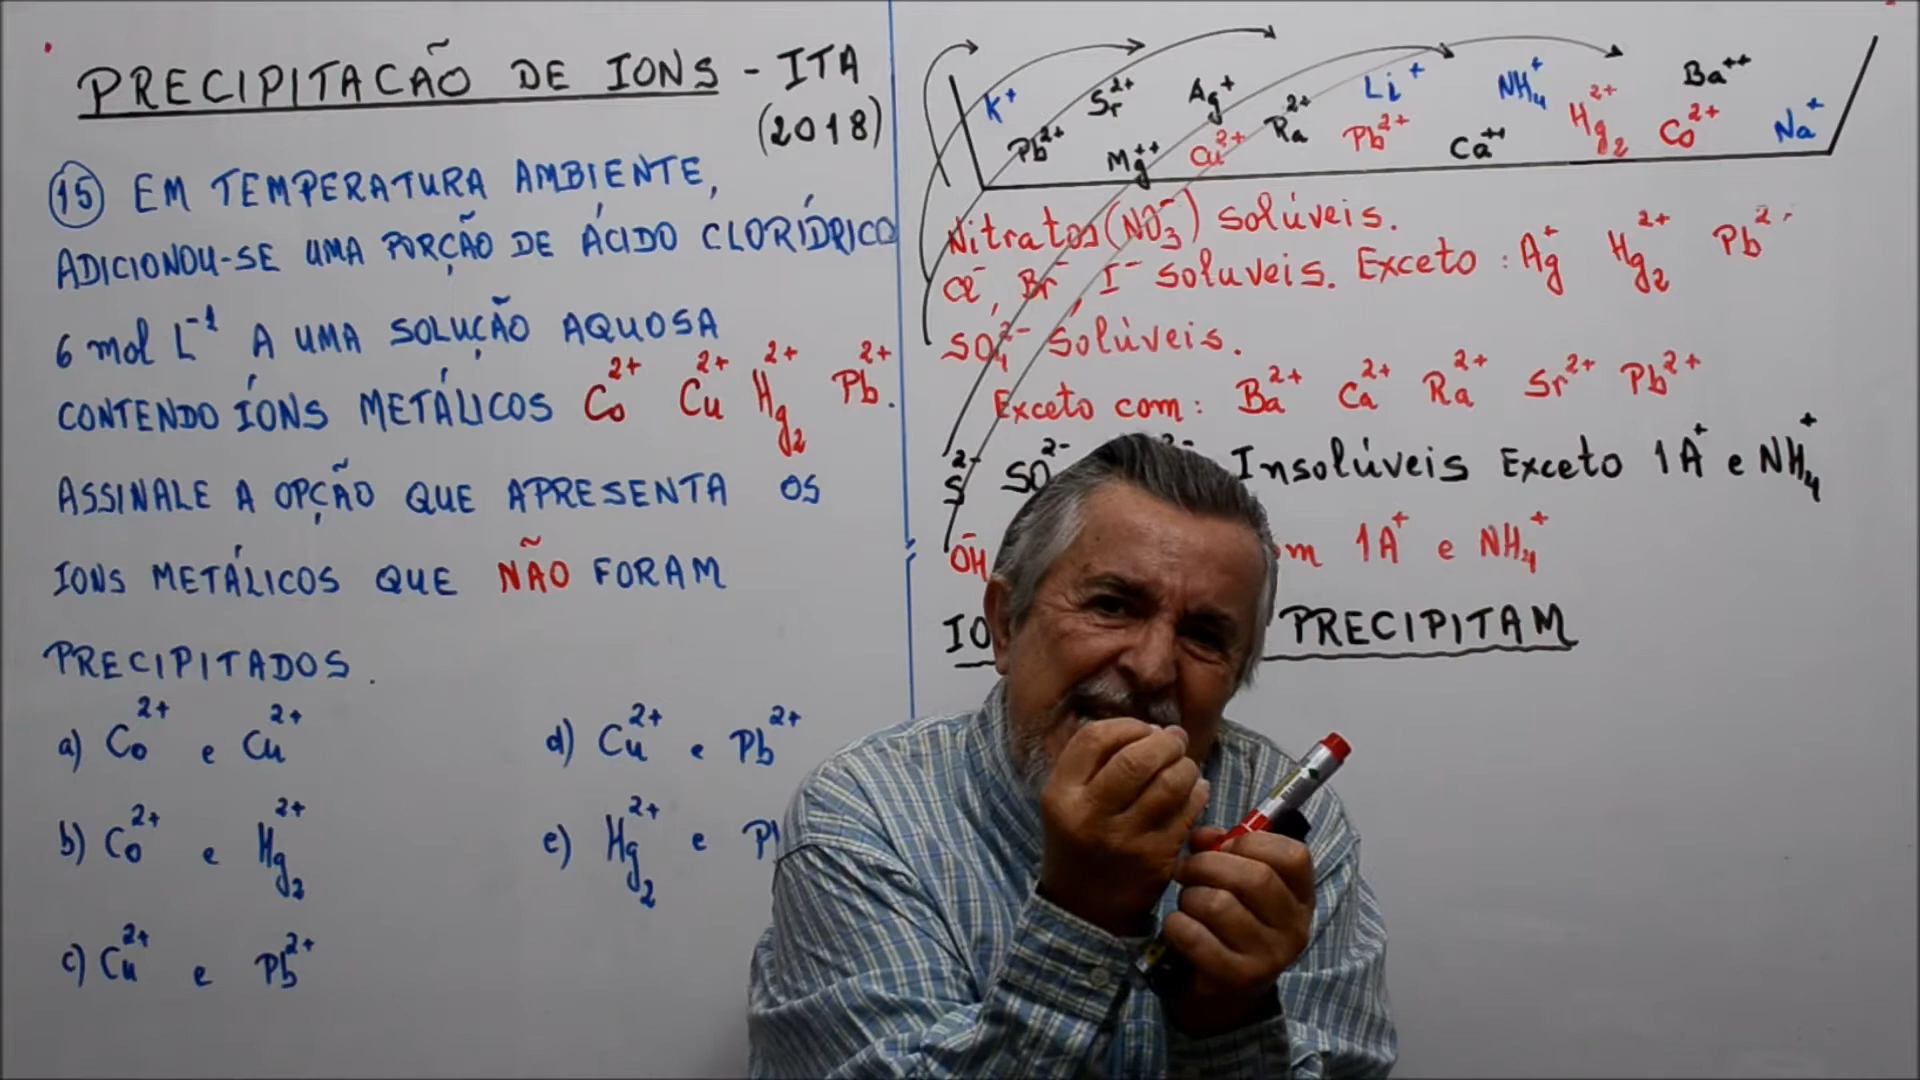 PRECIPITACÃO DE IONS - ITA
(2018)
15 EM TEMPERATURA AMBIENTE,
ADICIONOU-SE UMA PORÇÃO DE ÁCIDO CLORÍDRICO
6 mol L⁻¹ A UMA SOLUÇÃO AQUOSA
CONTENDO ÍONS METÁLICOS Co²⁺ Cu²⁺ Hg₂²⁺ Pb²⁺.
ASSINALE A OPÇÃO QUE APRESENTA OS
IONS METÁLICOS QUE NÃO FORAM
PRECIPITADOS.
a) Co²⁺ e Cu²⁺
b) Co²⁺ e Hg₂²⁺
c) Cu²⁺ e Pb²⁺
d) Cu²⁺ e Pb²⁺
e) Hg₂²⁺ e
K⁺ Sr²⁺ Ag⁺ Ra²⁺ Li⁺ NH₄⁺ Hg₂²⁺ Ba⁺⁺
Pb²⁺ Mg⁺⁺ Cu²⁺ Pb²⁺ Ca⁺⁺ Co²⁺ Na⁺
Nitratos (NO₃⁻) solúveis.
Cl⁻, Br⁻, I⁻ soluveis. Exceto: Ag⁺ Hg₂²⁺ Pb²⁺
SO₄²⁻ Solúveis.
Exceto com: Ba²⁺ Ca²⁺ Ra²⁺ Sr²⁺ Pb²⁺
S²⁻ Insolúveis Exceto 1A⁺ e NH₄⁺
OH⁻ 1A⁺ e NH₄⁺
PRECIPITAM